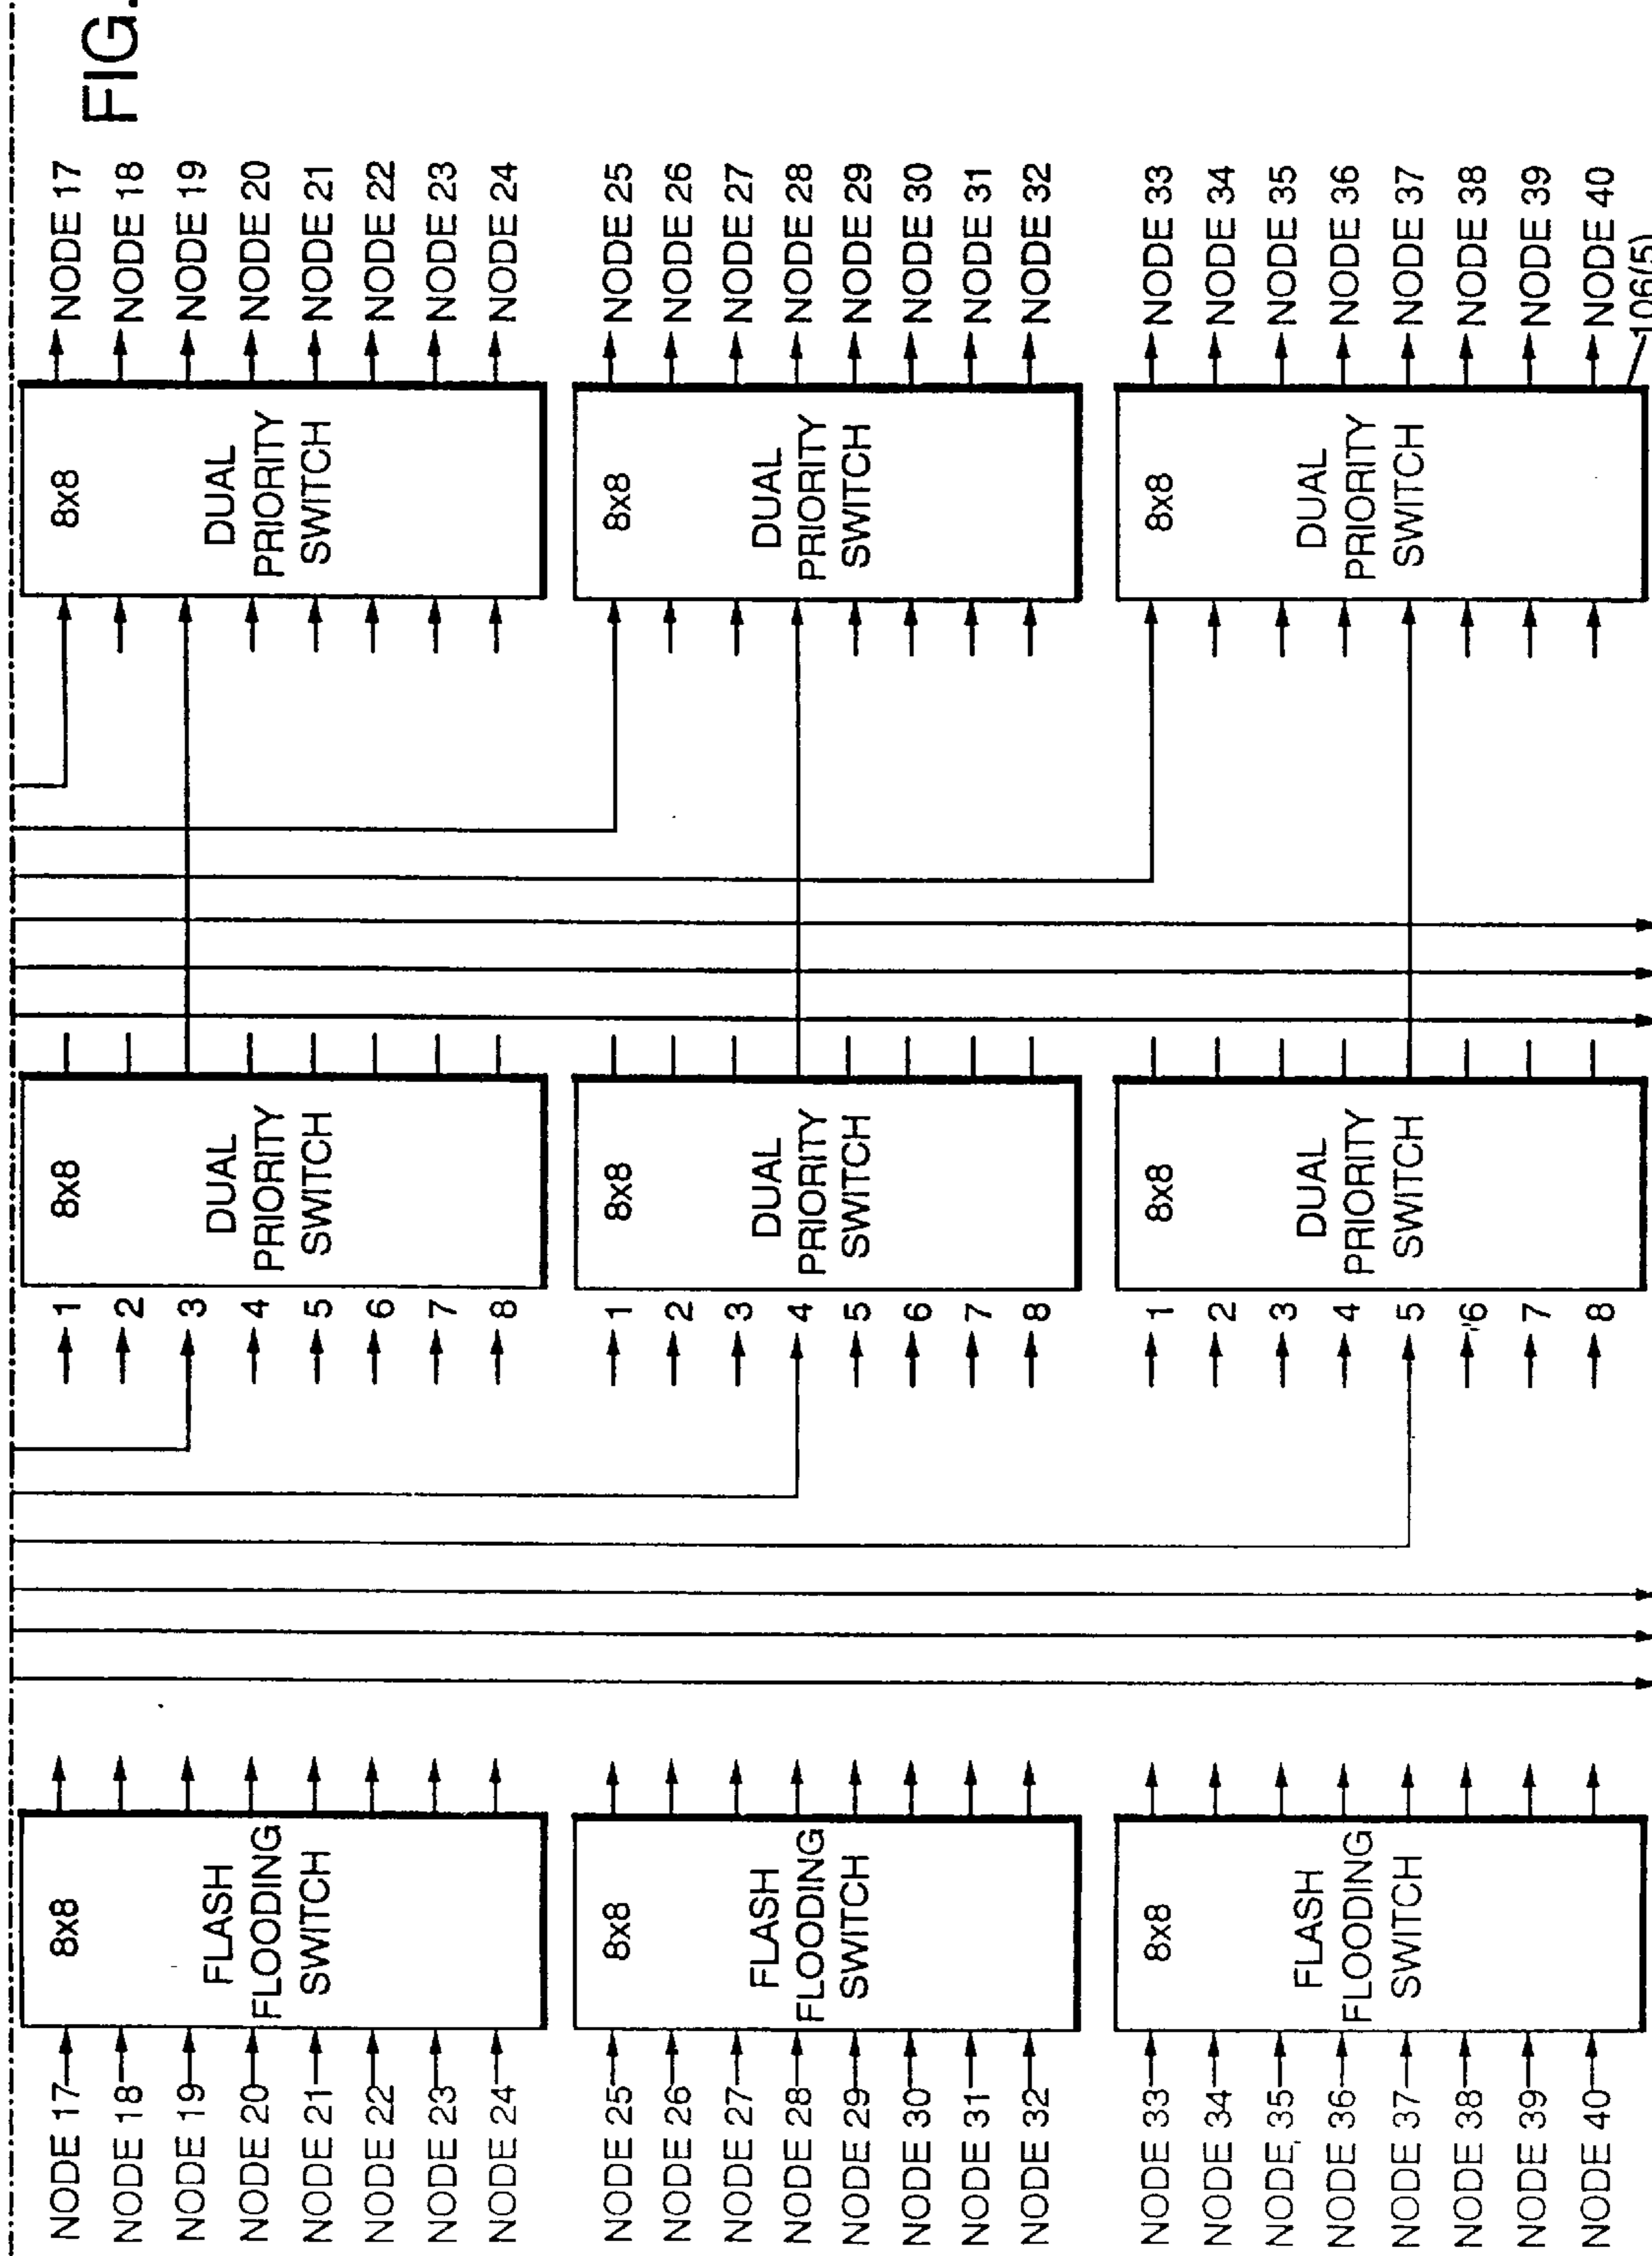 FIG.
NODE 17
NODE 18
NODE 19
NODE 20
NODE 21
NODE 22
NODE 23
NODE 24
8x8
FLASH
FLOODING
SWITCH
1
2
3
4
5
6
7
8
8x8
DUAL
PRIORITY
SWITCH
8x8
DUAL
PRIORITY
SWITCH
NODE 17
NODE 18
NODE 19
NODE 20
NODE 21
NODE 22
NODE 23
NODE 24
NODE 25
NODE 26
NODE 27
NODE 28
NODE 29
NODE 30
NODE 31
NODE 32
8x8
FLASH
FLOODING
SWITCH
1
2
3
4
5
6
7
8
8x8
DUAL
PRIORITY
SWITCH
8x8
DUAL
PRIORITY
SWITCH
NODE 25
NODE 26
NODE 27
NODE 28
NODE 29
NODE 30
NODE 31
NODE 32
NODE 33
NODE 34
NODE 35
NODE 36
NODE 37
NODE 38
NODE 39
NODE 40
8x8
FLASH
FLOODING
SWITCH
1
2
3
4
5
6
7
8
8x8
DUAL
PRIORITY
SWITCH
8x8
DUAL
PRIORITY
SWITCH
NODE 33
NODE 34
NODE 35
NODE 36
NODE 37
NODE 38
NODE 39
NODE 40
106(5)